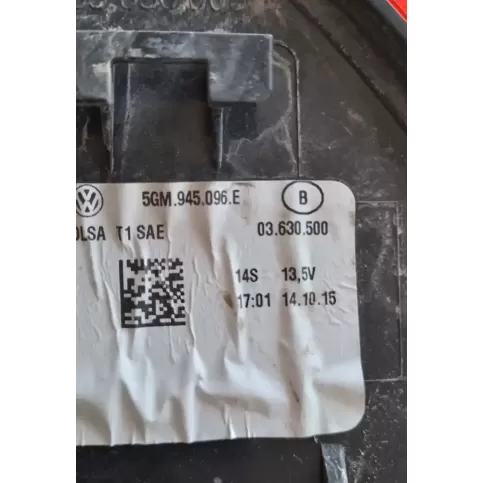 5GM.945.096.E B
OLSA T1 SAE 03.630.500
14S 13,5V
17:01 14.10.15